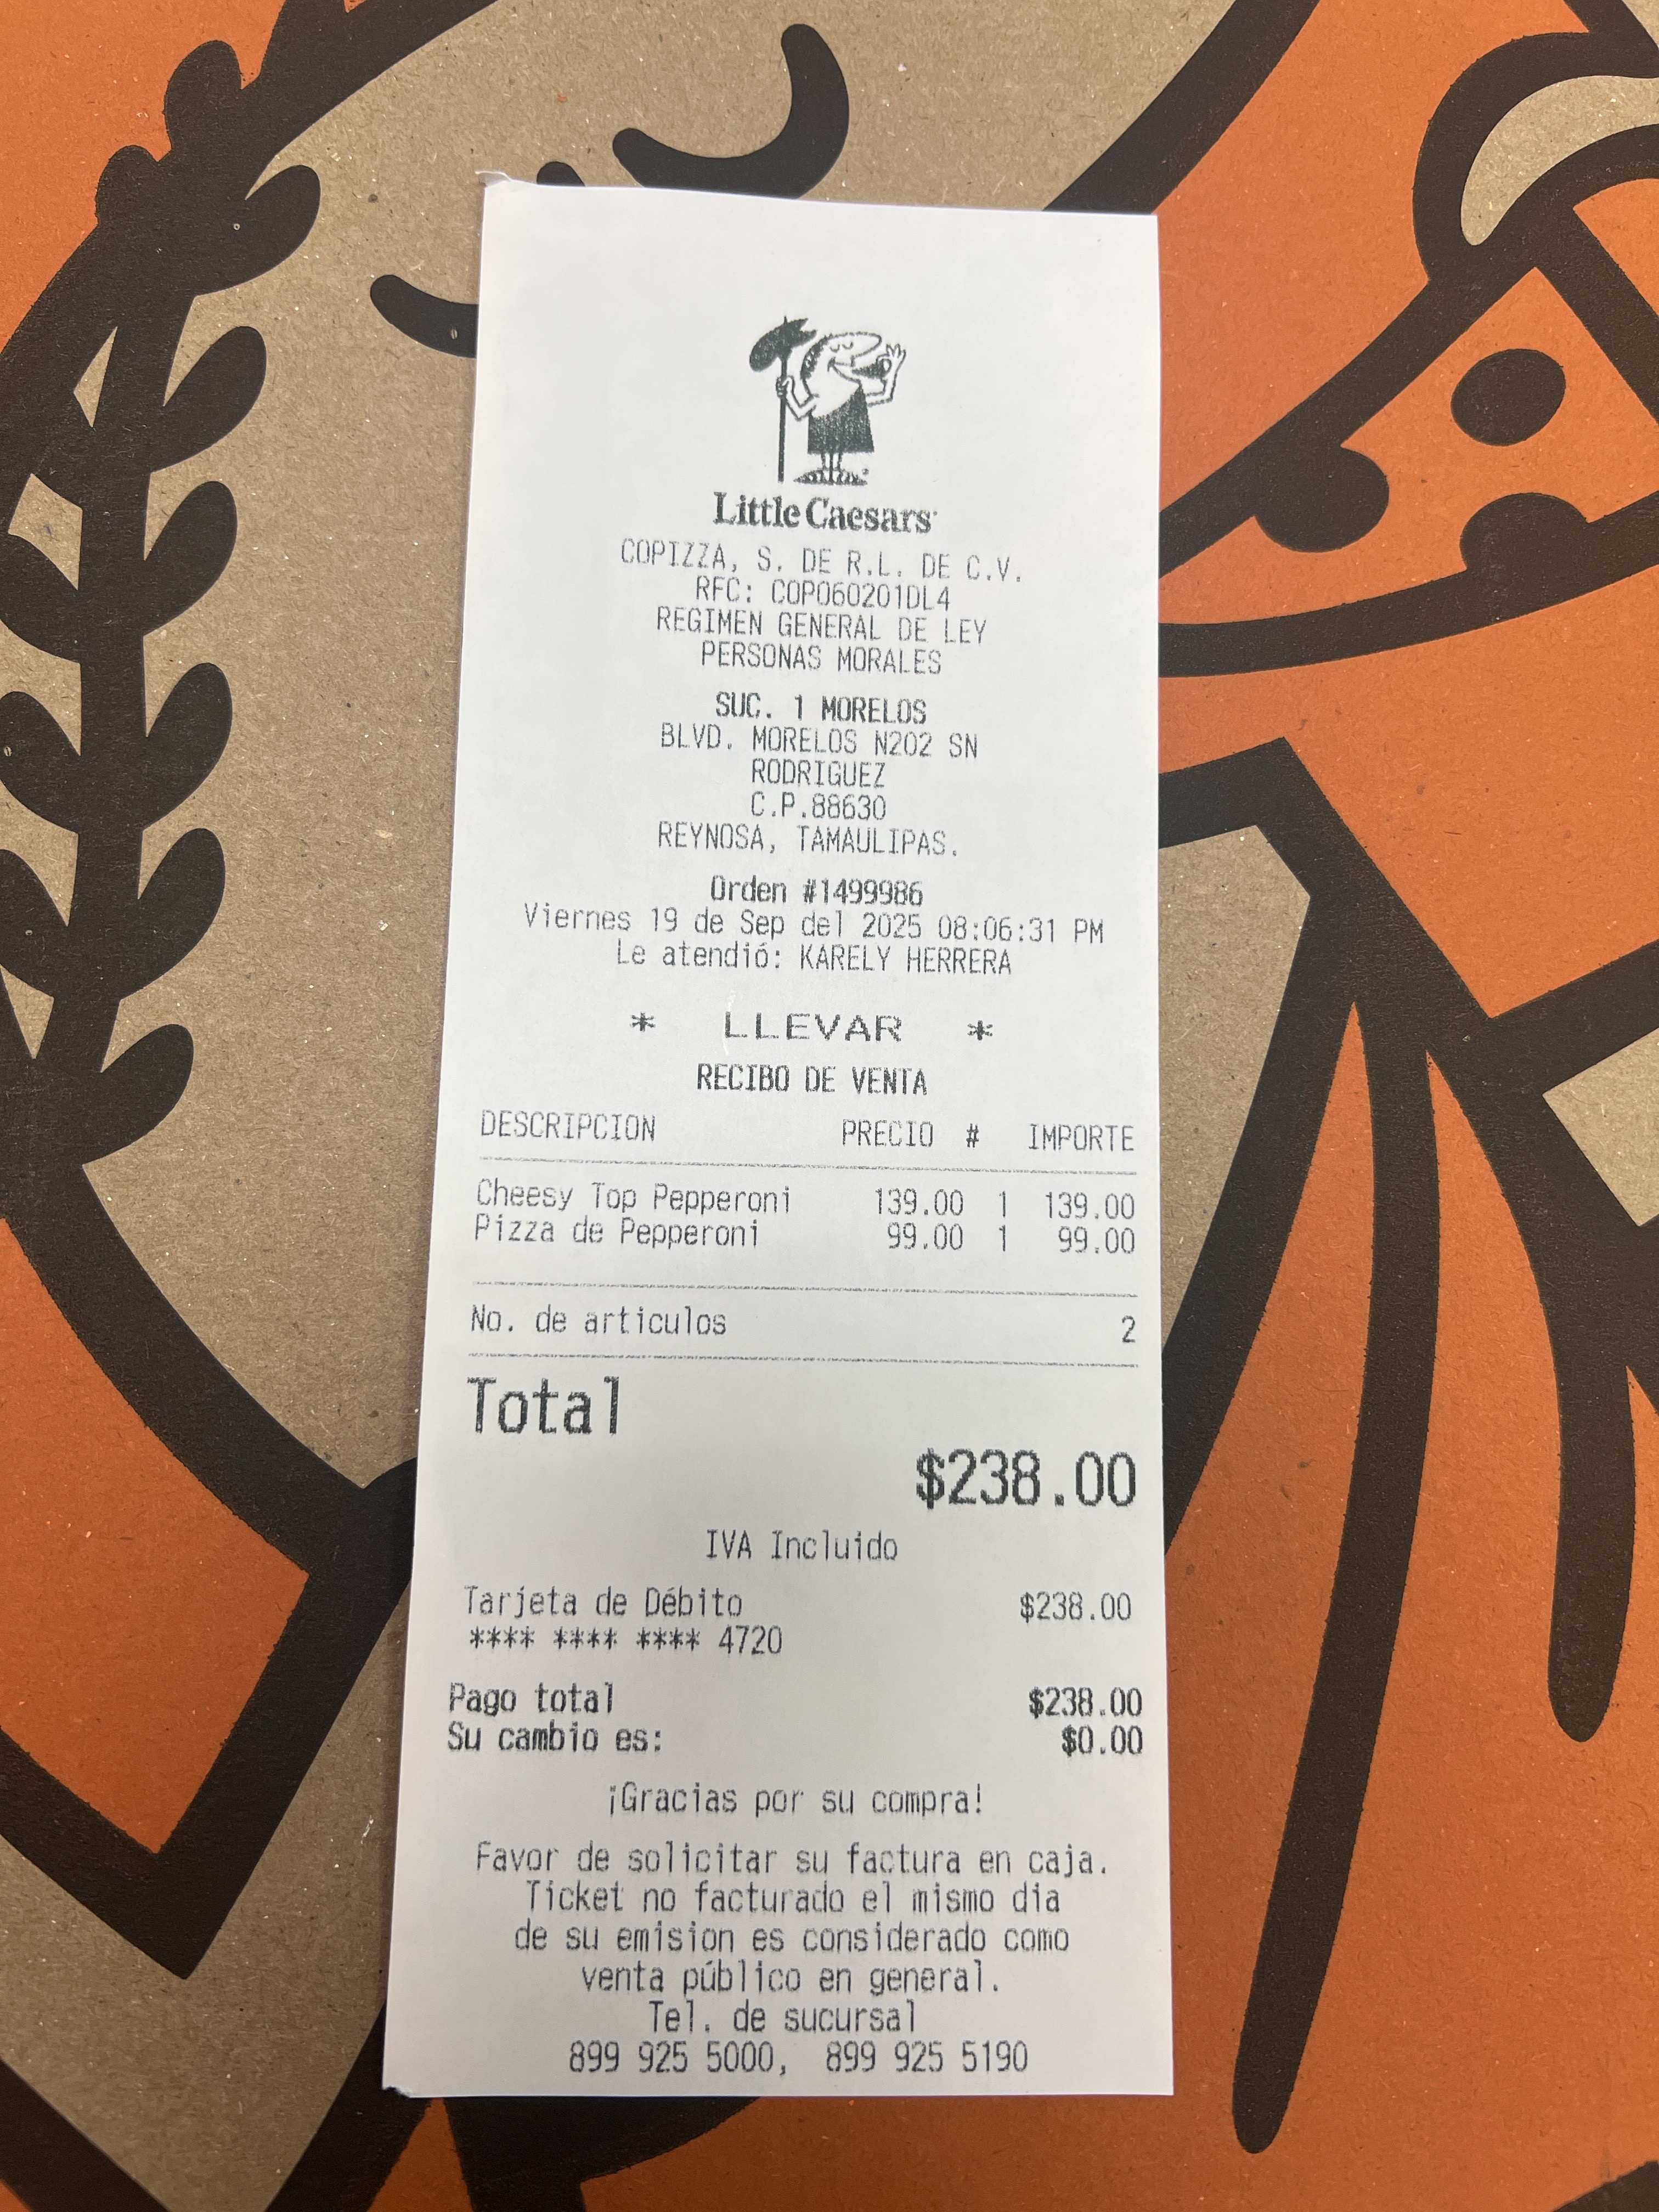 Little Caesars
COPIZZA, S. DE R.L. DE C.V.
RFC: COP060201DL4
REGIMEN GENERAL DE LEY
PERSONAS MORALES
SUC. 1 MORELOS
BLVD. MORELOS N202 SN
RODRIGUEZ
C.P.88630
REYNOSA, TAMAULIPAS.
Orden #1499986
Viernes 19 de Sep del 2025 08:06:31 PM
Le atendió: KARELY HERRERA
* LLEVAR *
RECIBO DE VENTA
DESCRIPCION PRECIO # IMPORTE
Cheesy Top Pepperoni 139.00 1 139.00
Pizza de Pepperoni 99.00 1 99.00
No. de articulos 2
Total
$238.00
IVA Incluido
Tarjeta de Débito $238.00
**** **** **** 4720
Pago total $238.00
Su cambio es: $0.00
¡Gracias por su compra!
Favor de solicitar su factura en caja.
Ticket no facturado el mismo dia
de su emision es considerado como
venta público en general.
Tel. de sucursal
899 925 5000, 899 925 5190